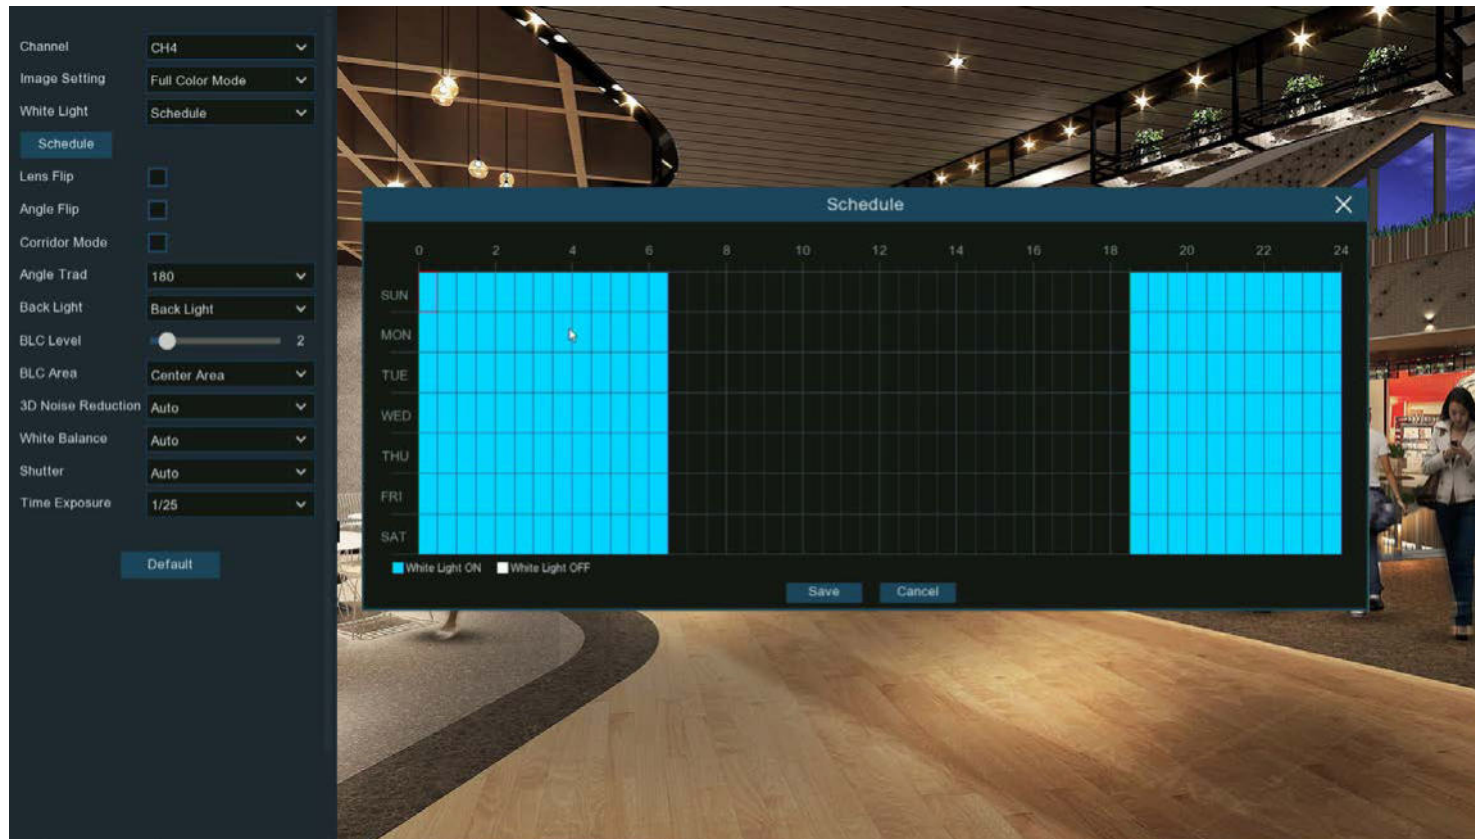 Channel CH4
Image Setting Full Color Mode
White Light Schedule
Schedule
Lens Flip
Angle Flip
Corridor Mode
Angle Trad 180
Back Light Back Light
BLC Level 2
BLC Area Center Area
3D Noise Reduction Auto
White Balance Auto
Shutter Auto
Time Exposure 1/25
Default
Schedule
0 2 4 6 8 10 12 14 16 18 20 22 24
SUN
MON
TUE
WED
THU
FRI
SAT
White Light ON White Light OFF
Save Cancel